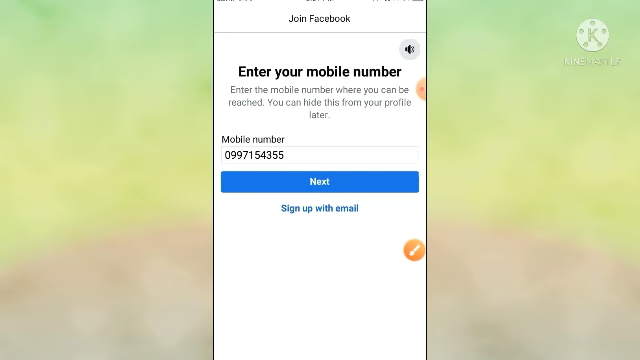 Join Facebook
K
KINEMASTER
Enter your mobile number
Enter the mobile number where you can be
reached. You can hide this from your profile
later.
Mobile number
0997154355
Next
Sign up with email